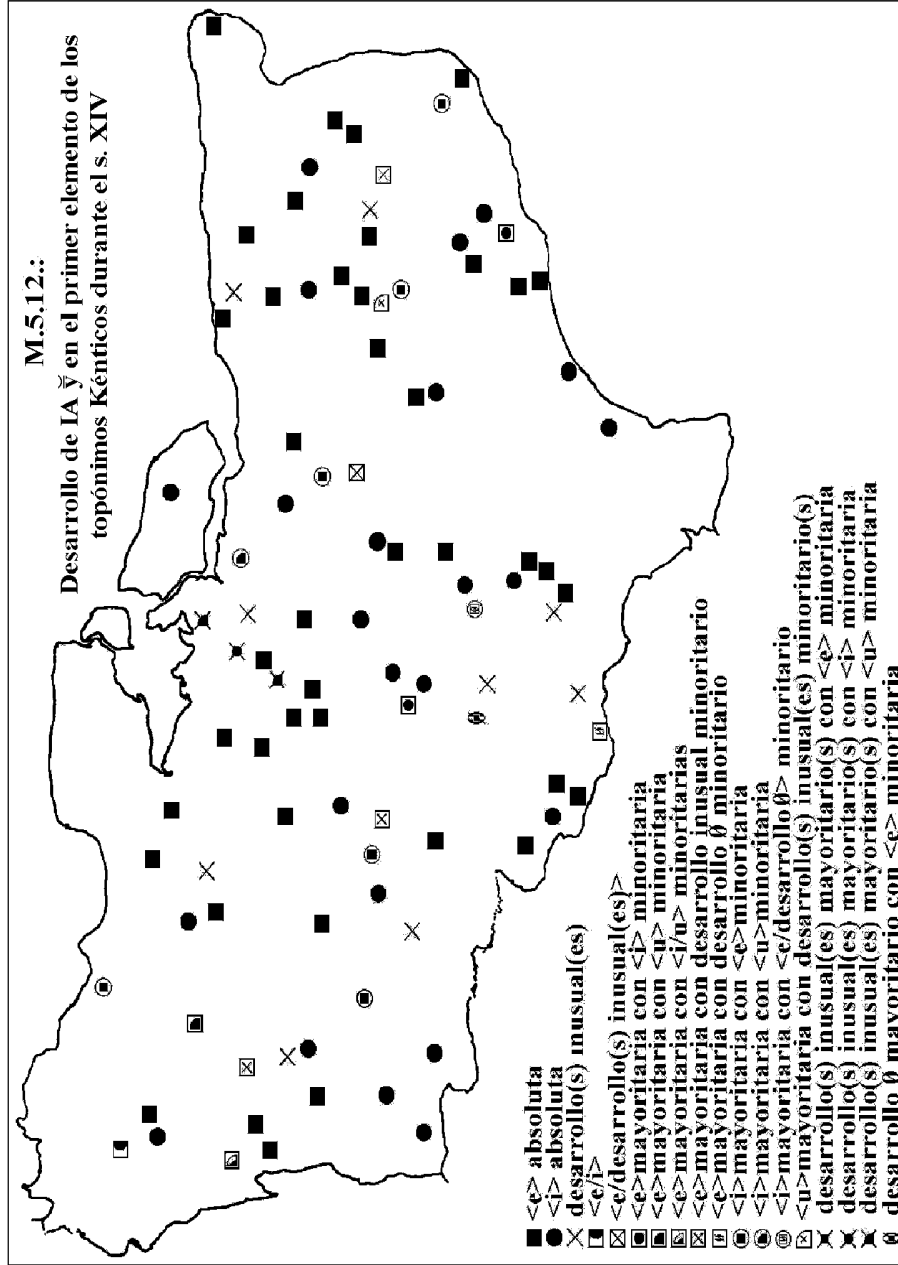 M.5.12.:
Desarrollo de IA y̆ en el primer elemento de los
topónimos Kénticos durante el s. XIV
<e> absoluta
<i> absoluta
desarrollo(s) inusual(es)
<e/i>
<e/desarrollo(s) inusual(es)>
<e>mayoritaria con <i> minoritaria
<e>mayoritaria con <u> minoritaria
<e>mayoritaria con <i/u> minoritarias
<e>mayoritaria con desarrollo inusual minoritario
<e>mayoritaria con desarrollo Ø minoritario
<i>mayoritaria con <e>minoritaria
<i>mayoritaria con <u>minoritaria
<i>mayoritaria con <e/desarrolloØ> minoritario
<u>mayoritaria con desarrollo(s) inusual(es) minoritario(s)
desarrollo(s) inusual(es) mayoritario(s) con <e> minoritaria
desarrollo(s) inusual(es) mayoritario(s) con <i> minoritaria
desarrollo(s) inusual(es) mayoritario(s) con <u> minoritaria
desarrollo Ø mayoritario con <e> minoritaria